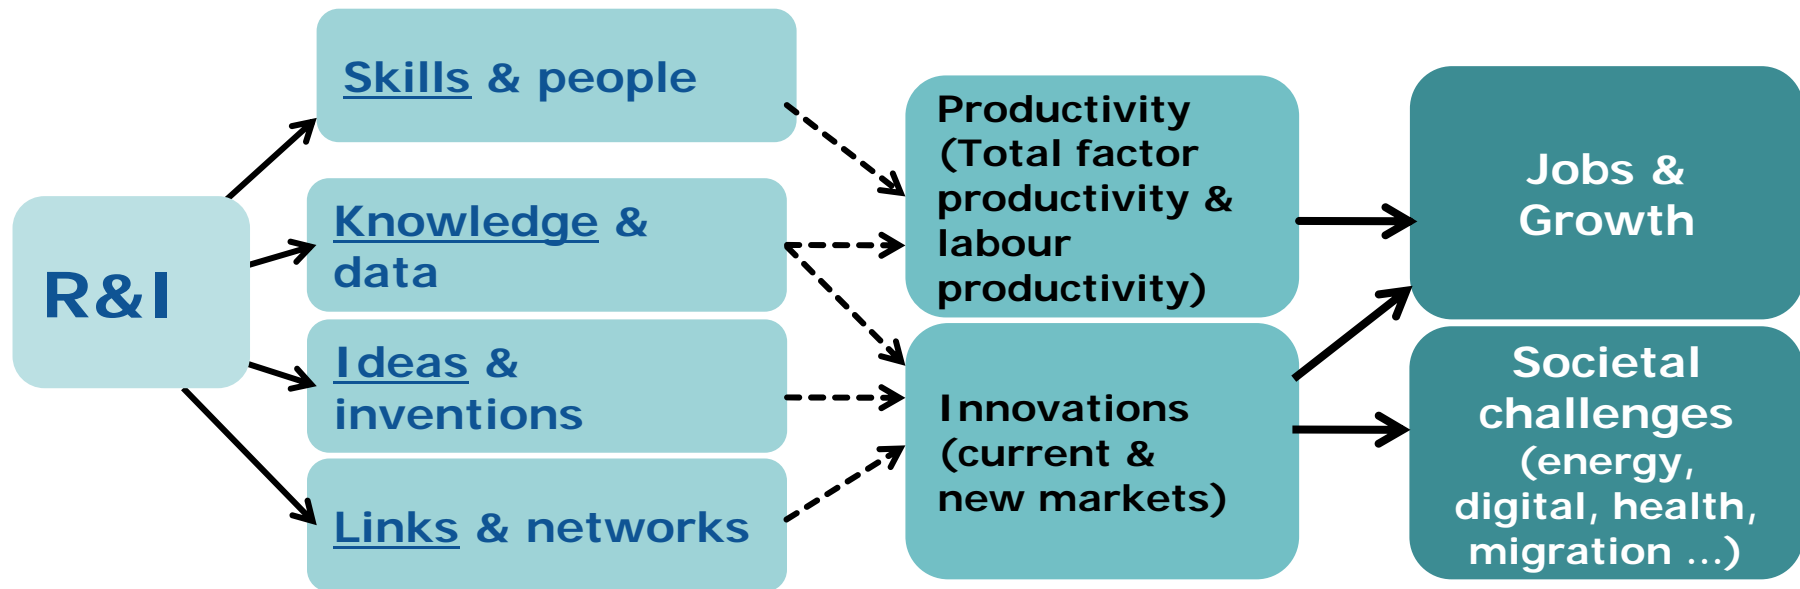 R&I
Skills & people
Knowledge &
data
Ideas &
inventions
Links & networks
Productivity
(Total factor
productivity &
labour
productivity)
Innovations
(current &
new markets)
Jobs &
Growth
Societal
challenges
(energy,
digital, health,
migration ...)